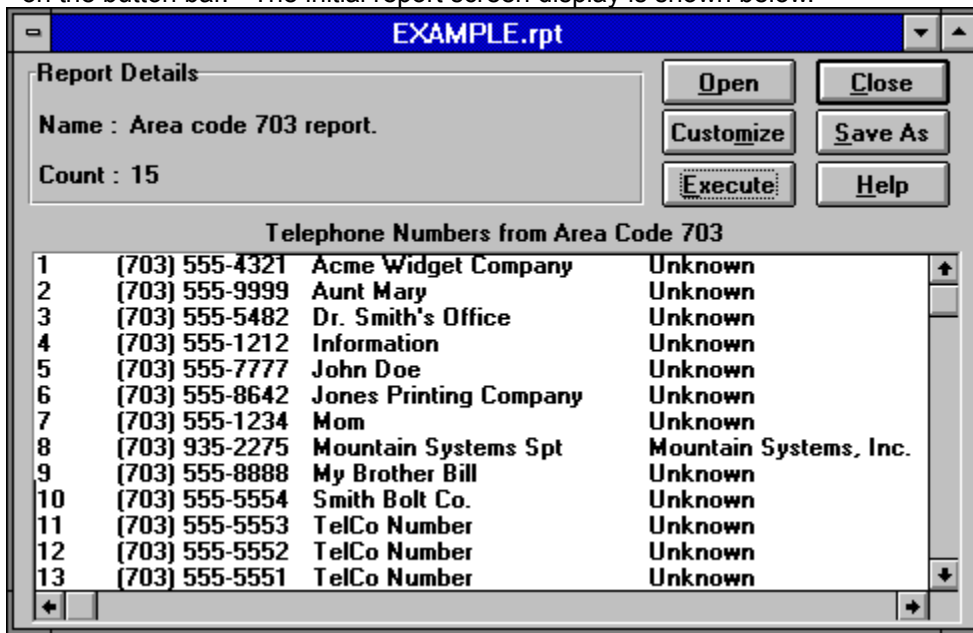 on the button bar. The initial report screen display is shown below.
EXAMPLE.rpt
Report Details
Name : Area code 703 report.
Count : 15
Open
Close
Customize
Save As
Execute
Help
Telephone Numbers from Area Code 703
1 (703) 555-4321 Acme Widget Company Unknown
2 (703) 555-9999 Aunt Mary Unknown
3 (703) 555-5482 Dr. Smith's Office Unknown
4 (703) 555-1212 Information Unknown
5 (703) 555-7777 John Doe Unknown
6 (703) 555-8642 Jones Printing Company Unknown
7 (703) 555-1234 Mom Unknown
8 (703) 935-2275 Mountain Systems Spt Mountain Systems, Inc.
9 (703) 555-8888 My Brother Bill Unknown
10 (703) 555-5554 Smith Bolt Co. Unknown
11 (703) 555-5553 TelCo Number Unknown
12 (703) 555-5552 TelCo Number Unknown
13 (703) 555-5551 TelCo Number Unknown